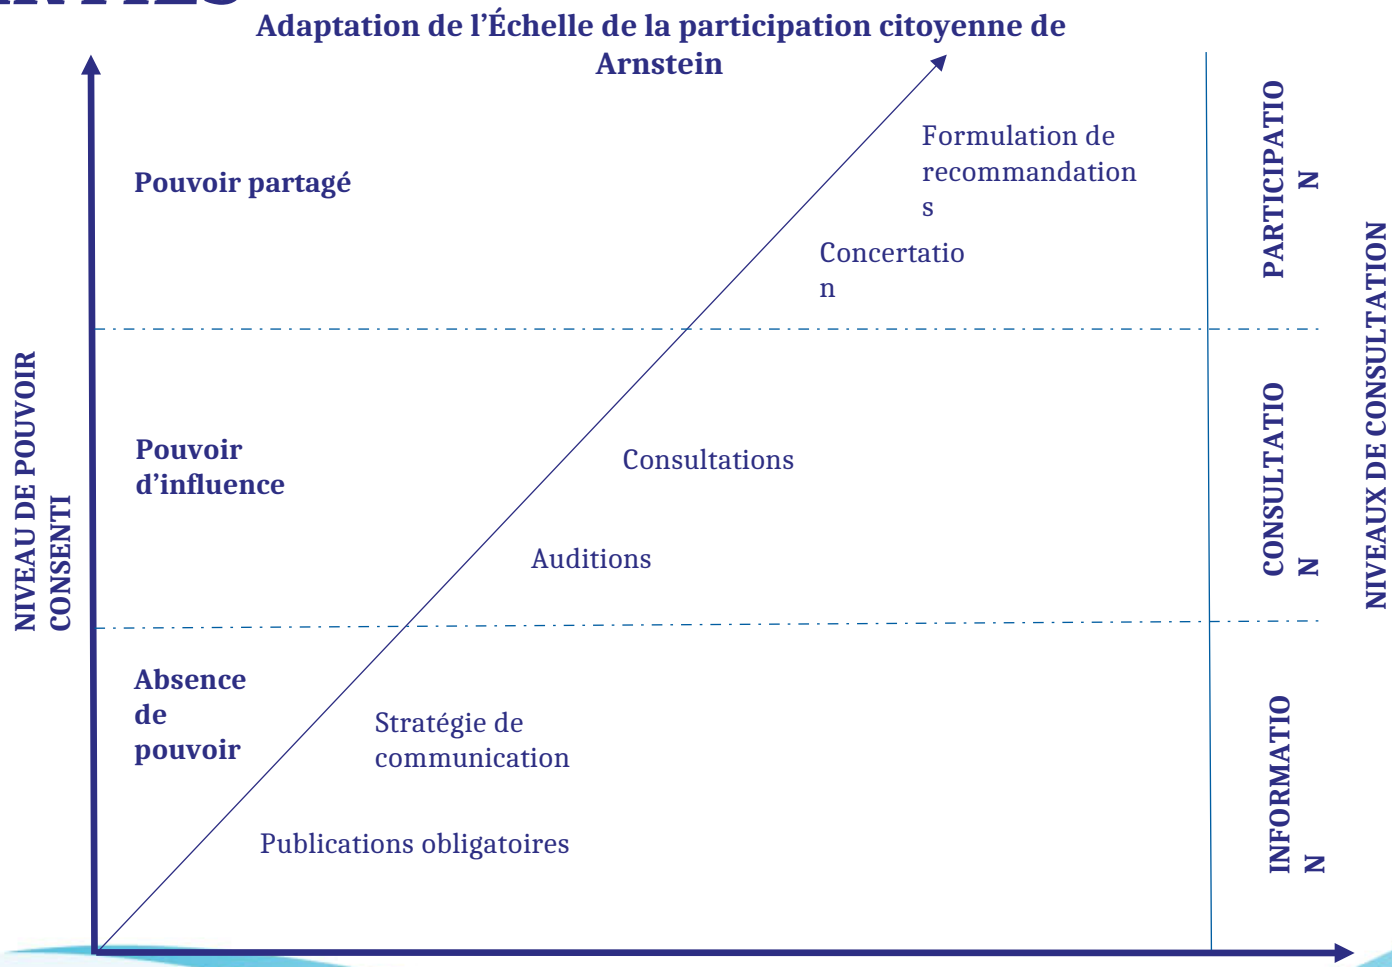 Adaptation de l’Échelle de la participation citoyenne de
Arnstein
Formulation de
recommandation
s
Pouvoir partagé
Concertatio
n
PARTICIPATIO
N
NIVEAU DE POUVOIR
CONSENTI
Pouvoir
d’influence
Consultations
Auditions
CONSULTATIO
N
NIVEAUX DE CONSULTATION
Absence
de
pouvoir
Stratégie de
communication
Publications obligatoires
INFORMATIO
N